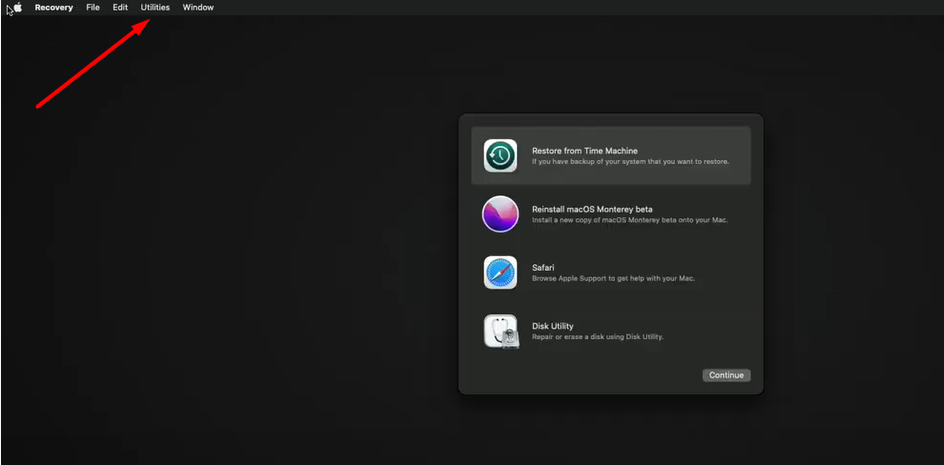 Recovery File Edit Utilities Window
Restore from Time Machine
If you have backup of your system that you want to restore.
Reinstall macOS Monterey beta
Install a new copy of macOS Monterey beta onto your Mac.
Safari
Browse Apple Support to get help with your Mac.
Disk Utility
Repair or erase a disk using Disk Utility.
Continue